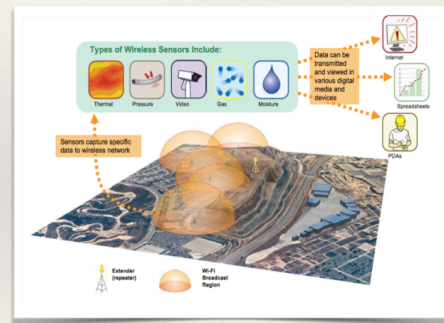 Types of Wireless Sensors Include:
Thermal
Pressure
Video
Gas
Moisture
Data can be
transmitted
and viewed in
various digital
media and
devices
Internet
Spreadsheets
PDAs
Sensors capture specific
data to wireless network
Extender
(repeater)
Wi-Fi
Broadcast
Region